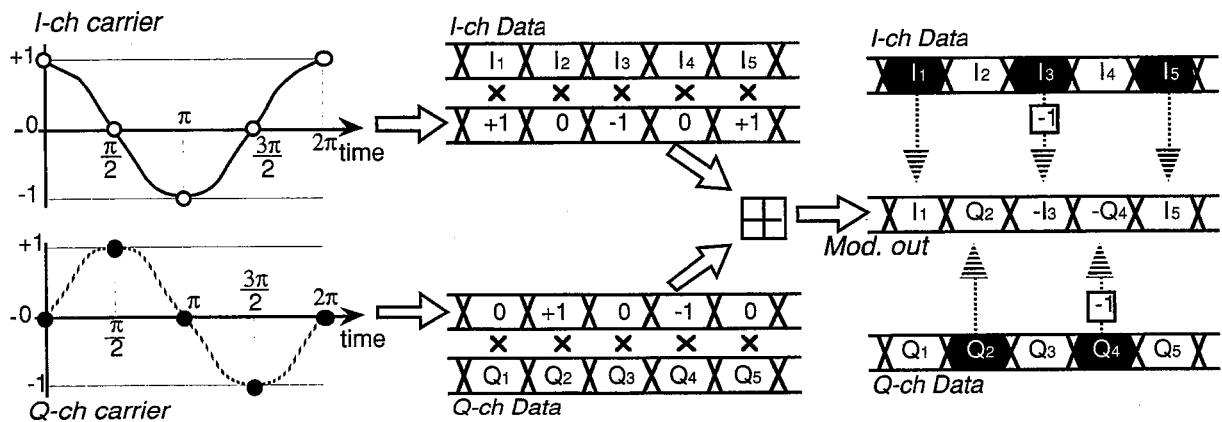 I-ch carrier
+1
-0
-1
π/2
π
3π/2
2π
time
+1
-0
-1
π/2
π
3π/2
2π
time
Q-ch carrier
I-ch Data
I1 I2 I3 I4 I5
× × × × ×
+1 0 -1 0 +1
0 +1 0 -1 0
× × × × ×
Q1 Q2 Q3 Q4 Q5
Q-ch Data
I-ch Data
I1 I2 I3 I4 I5
-1
I1 Q2 -I3 -Q4 I5
Mod. out
-1
Q1 Q2 Q3 Q4 Q5
Q-ch Data